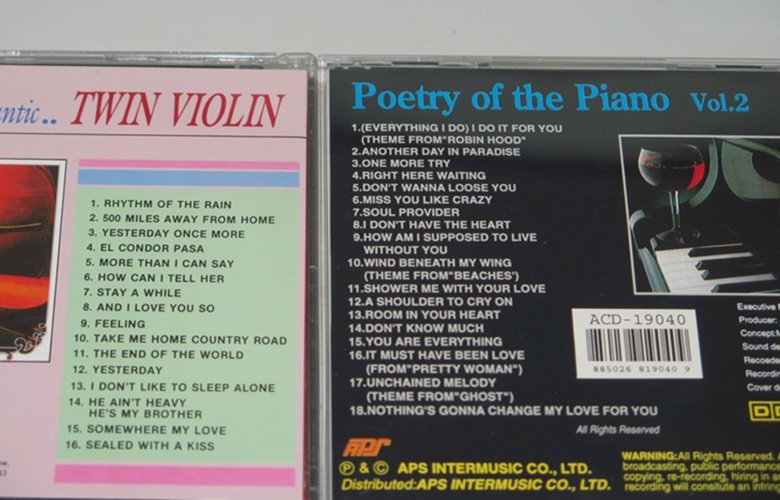 antic.. TWIN VIOLIN
1. RHYTHM OF THE RAIN
2. 500 MILES AWAY FROM HOME
3. YESTERDAY ONCE MORE
4. EL CONDOR PASA
5. MORE THAN I CAN SAY
6. HOW CAN I TELL HER
7. STAY A WHILE
8. AND I LOVE YOU SO
9. FEELING
10. TAKE ME HOME COUNTRY ROAD
11. THE END OF THE WORLD
12. YESTERDAY
13. I DON'T LIKE TO SLEEP ALONE
14. HE AIN'T HEAVY
HE'S MY BROTHER
15. SOMEWHERE MY LOVE
16. SEALED WITH A KISS
Poetry of the Piano Vol.2
1.(EVERYTHING I DO) I DO IT FOR YOU
(THEME FROM"ROBIN HOOD"
2.ANOTHER DAY IN PARADISE
3.ONE MORE TRY
4.RIGHT HERE WAITING
5.DON'T WANNA LOOSE YOU
6.MISS YOU LIKE CRAZY
7.SOUL PROVIDER
8.I DON'T HAVE THE HEART
9.HOW AM I SUPPOSED TO LIVE
WITHOUT YOU
10.WIND BENEATH MY WING
(THEME FROM"BEACHES')
11.SHOWER ME WITH YOUR LOVE
12.A SHOULDER TO CRY ON
13.ROOM IN YOUR HEART
14.DON'T KNOW MUCH
15.YOU ARE EVERYTHING
16.IT MUST HAVE BEEN LOVE
(FROM"PRETTY WOMAN")
17.UNCHAINED MELODY
(THEME FROM"GHOST")
18.NOTHING'S GONNA CHANGE MY LOVE FOR YOU
ACD-19040
885026 819040 9
Executive
Producer:
Concept:M
Sound de
Recoeded
Recording
Cover de
All Rights Reserved
APS
Ⓟ & © APS INTERMUSIC CO., LTD.
Distributed:APS INTERMUSIC CO., LTD.
WARNING:All Rights Reserved.
broadcasting, public performance
copying, re-recording, hiring in
recording will constitute an infring